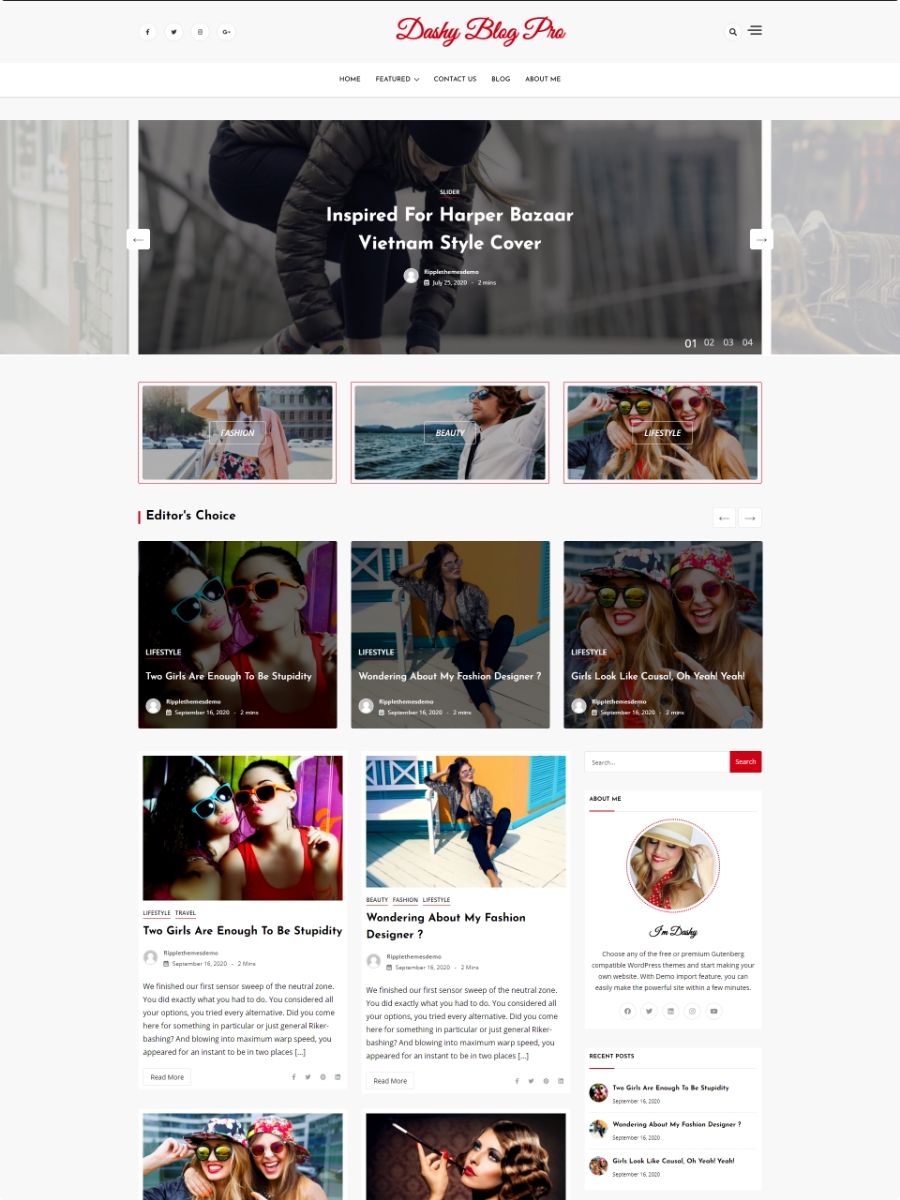 Dashy Blog Pro
HOME FEATURED CONTACT US BLOG ABOUT ME
SLIDER
Inspired For Harper Bazaar
Vietnam Style Cover
Ripplethemesdemo
July 25, 2020 - 2 mins
01 02 03 04
FASHION
BEAUTY
LIFESTYLE
Editor's Choice
LIFESTYLE
Two Girls Are Enough To Be Stupidity
Ripplethemesdemo
September 16, 2020 - 2 mins
LIFESTYLE
Wondering About My Fashion Designer ?
Ripplethemesdemo
September 16, 2020 - 2 mins
LIFESTYLE
Girls Look Like Causal, Oh Yeah! Yeah!
Ripplethemesdemo
September 16, 2020 - 2 mins
LIFESTYLE TRAVEL
Two Girls Are Enough To Be Stupidity
Ripplethemesdemo
September 16, 2020 - 2 Mins
We finished our first sensor sweep of the neutral zone.
You did exactly what you had to do. You considered all
your options, you tried every alternative. Did you come
here for something in particular or just general Riker-
bashing? And blowing into maximum warp speed, you
appeared for an instant to be in two places [...]
Read More
BEAUTY FASHION LIFESTYLE
Wondering About My Fashion
Designer ?
Ripplethemesdemo
September 16, 2020 - 2 Mins
We finished our first sensor sweep of the neutral zone.
You did exactly what you had to do. You considered all
your options, you tried every alternative. Did you come
here for something in particular or just general Riker-
bashing? And blowing into maximum warp speed, you
appeared for an instant to be in two places [...]
Read More
Search...
Search
ABOUT ME
I'm Dashy
Choose any of the free or premium Gutenberg
compatible WordPress themes and start making your
own website. With Demo Import feature, you can
easily make the powerful site within a few minutes.
RECENT POSTS
Two Girls Are Enough To Be Stupidity
September 16, 2020
Wondering About My Fashion Designer ?
September 16, 2020
Girls Look Like Causal, Oh Yeah! Yeah!
September 16, 2020